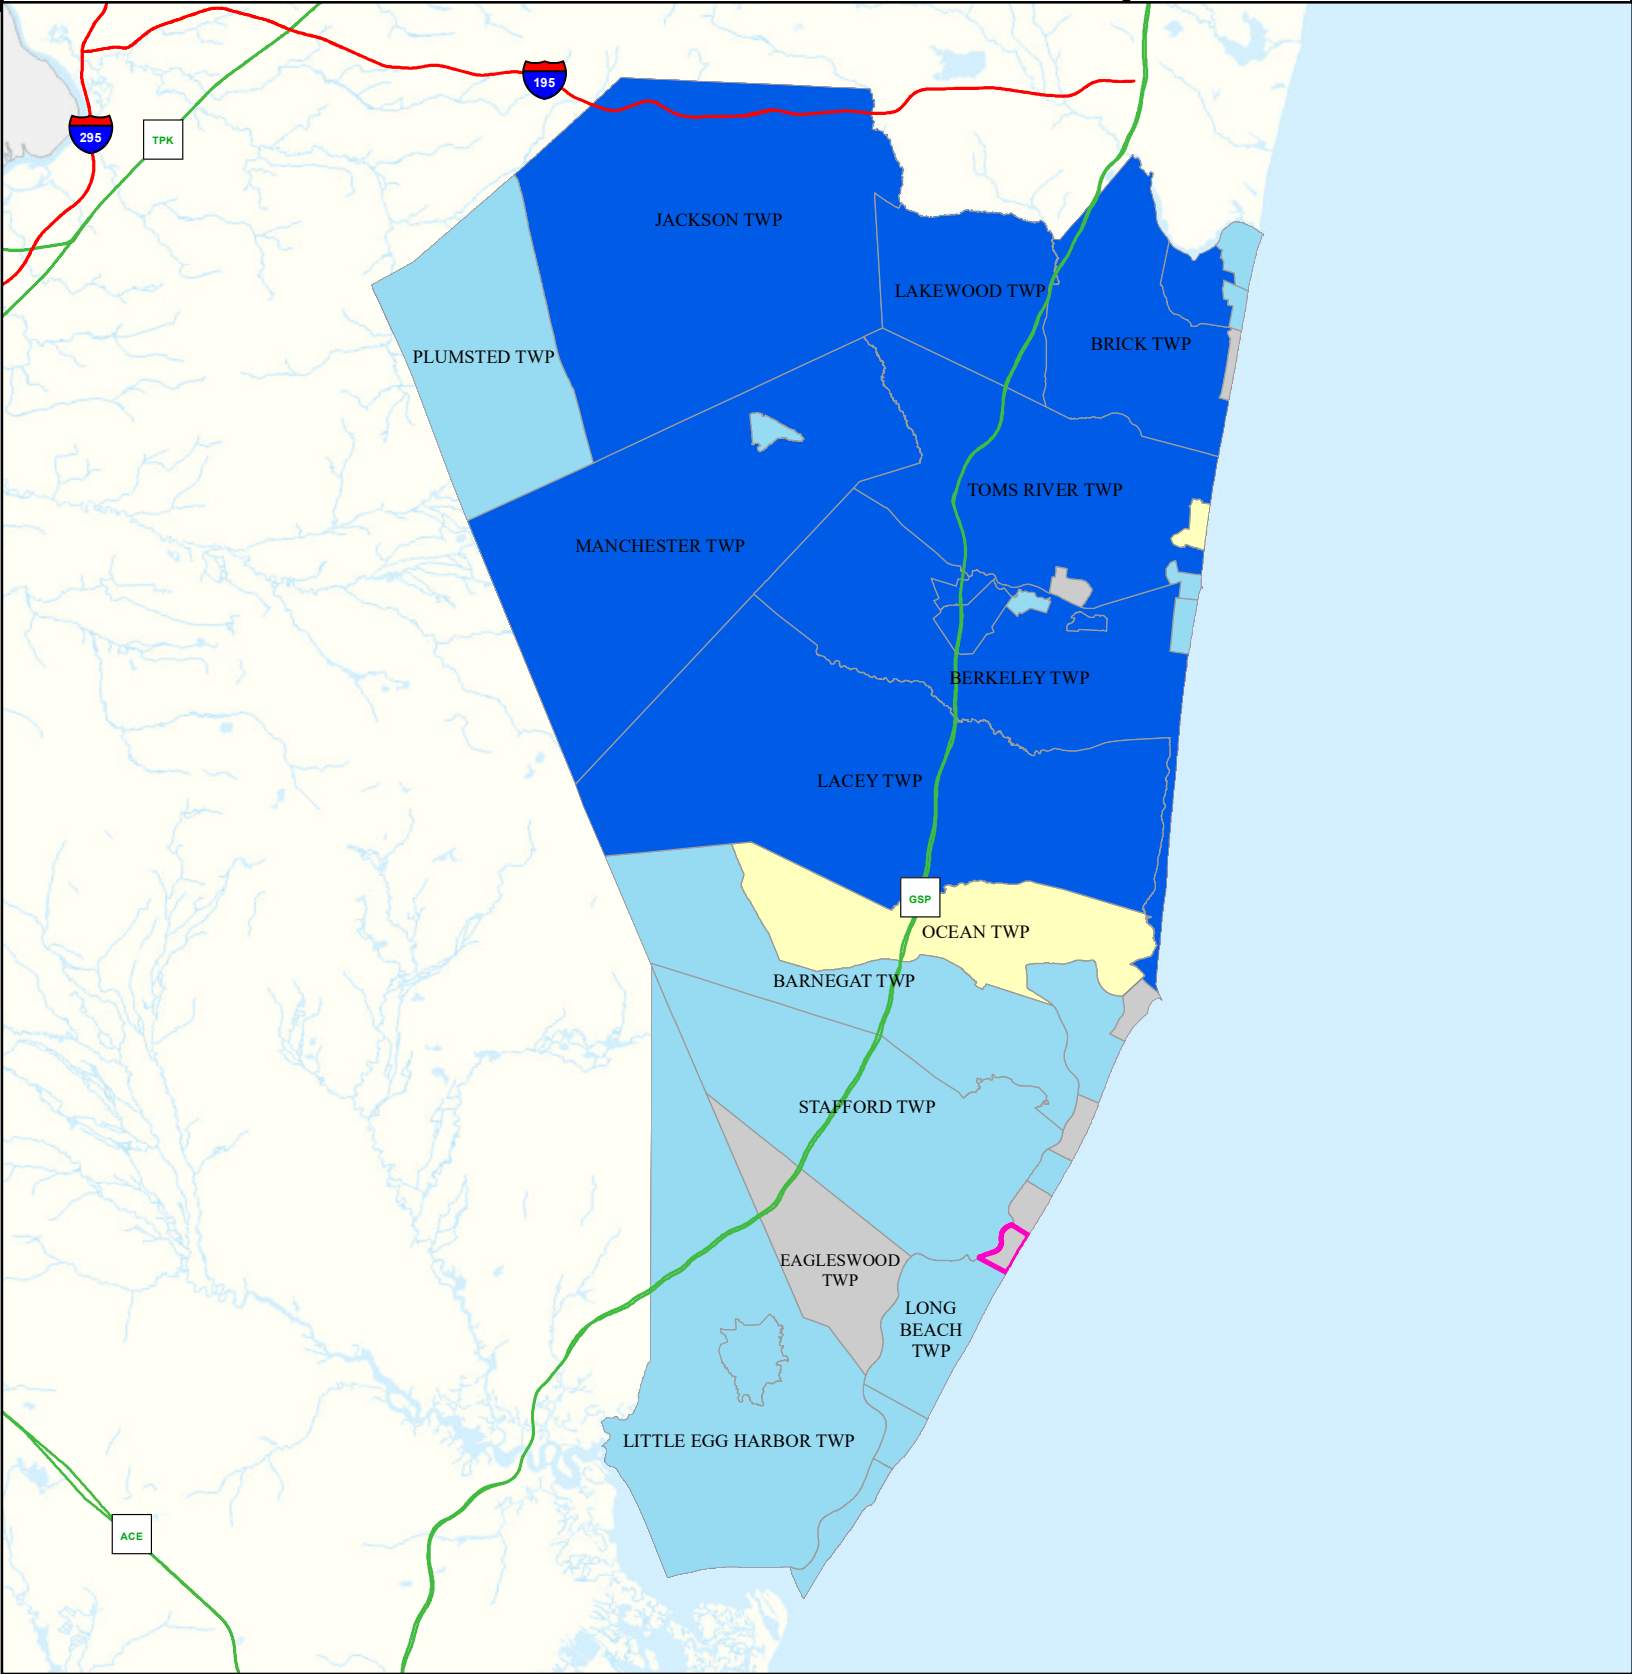 195
295
TPK
JACKSON TWP
LAKEWOOD TWP
BRICK TWP
PLUMSTED TWP
TOMS RIVER TWP
MANCHESTER TWP
BERKELEY TWP
LACEY TWP
GSP
OCEAN TWP
BARNEGAT TWP
STAFFORD TWP
EAGLESWOOD
TWP
LONG
BEACH
TWP
LITTLE EGG HARBOR TWP
ACE